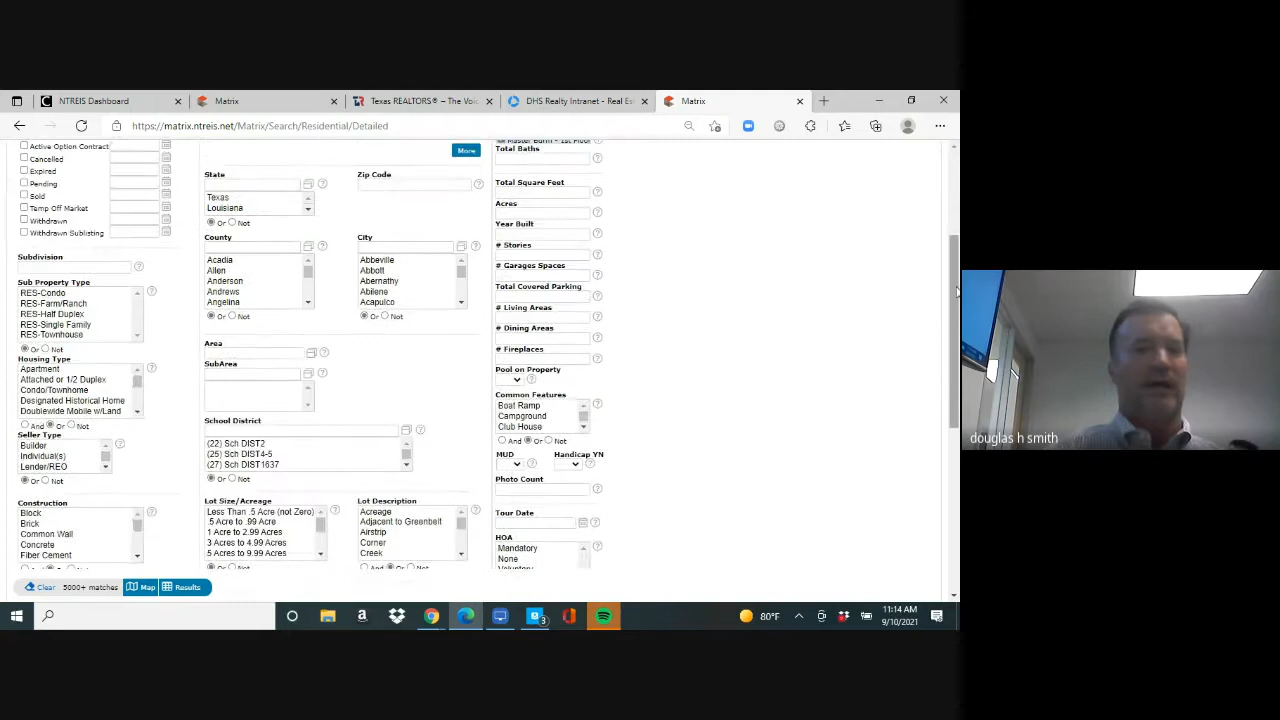 NTREIS Dashboard
Matrix
Texas REALTORS® – The Voi
DHS Realty Intranet - Real Es
Matrix
https://matrix.ntreis.net/Matrix/Search/Residential/Detailed
Active Option Contract
Cancelled
Expired
Pending
Sold
Temp Off Market
Withdrawn
Withdrawn Sublisting
Subdivision
Sub Property Type
RES-Condo
RES-Farm/Ranch
RES-Half Duplex
RES-Single Family
RES-Townhouse
Or Not
Housing Type
Apartment
Attached or 1/2 Duplex
Condo/Townhome
Designated Historical Home
Doublewide Mobile w/Land
And Or Not
Seller Type
Builder
Individual(s)
Lender/REO
Or Not
Construction
Block
Brick
Common Wall
Concrete
Fiber Cement
More
State
Texas
Louisiana
Or Not
Zip Code
County
Acadia
Allen
Anderson
Andrews
Angelina
Or Not
City
Abbeville
Abbott
Abernathy
Abilene
Acapulco
Or Not
Area
SubArea
School District
(22) Sch DIST2
(25) Sch DIST4-5
(27) Sch DIST1637
Or Not
Lot Size/Acreage
Less Than .5 Acre (not Zero)
.5 Acre to .99 Acre
1 Acre to 2.99 Acres
3 Acres to 4.99 Acres
5 Acres to 9.99 Acres
Lot Description
Acreage
Adjacent to Greenbelt
Airstrip
Corner
Creek
Total Baths
Total Square Feet
Acres
Year Built
# Stories
# Garages Spaces
Total Covered Parking
# Living Areas
# Dining Areas
# Fireplaces
Pool on Property
Common Features
Boat Ramp
Campground
Club House
And Or Not
MUD Handicap YN
Photo Count
Tour Date
HOA
Mandatory
None
Clear 5000+ matches Map Results
80°F
11:14 AM
9/10/2021
3
douglas h smith